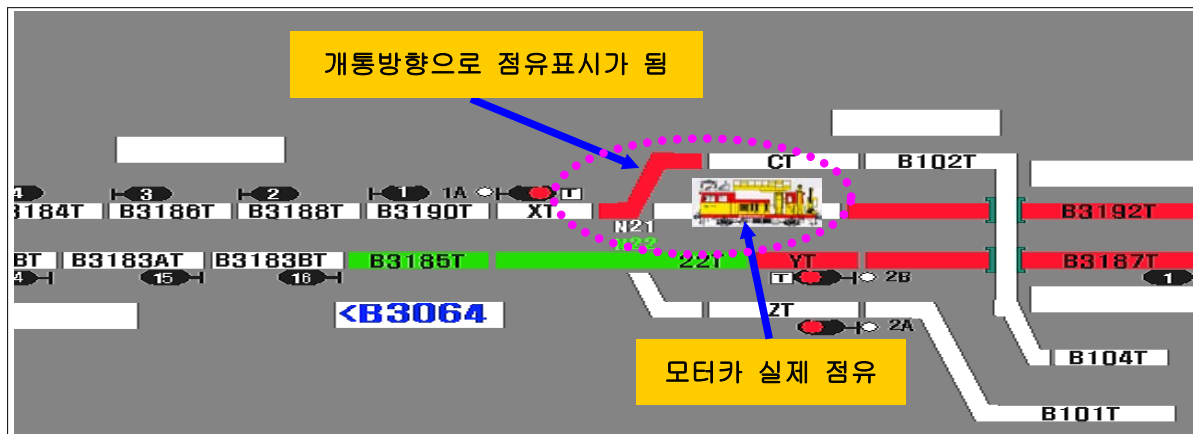 개통방향으로 점유표시가 됨
CT B102T
4 3 2 1 1A T
3184T B3186T B3188T B3190T XT B3192T
N21
N22
BT B3183AT B3183BT B3185T 22T YT B3187T
4 15 16 T 2B 1
<B3064 ZT
2A
모터카 실제 점유
B104T
B101T